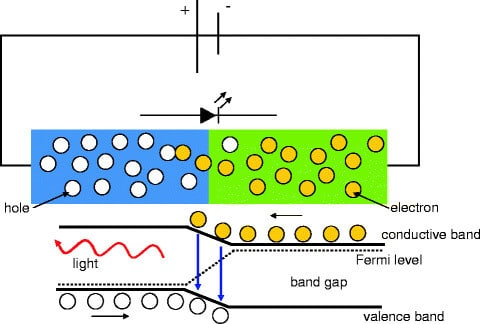 + -
hole
electron
conductive band
light
Fermi level
band gap
valence band